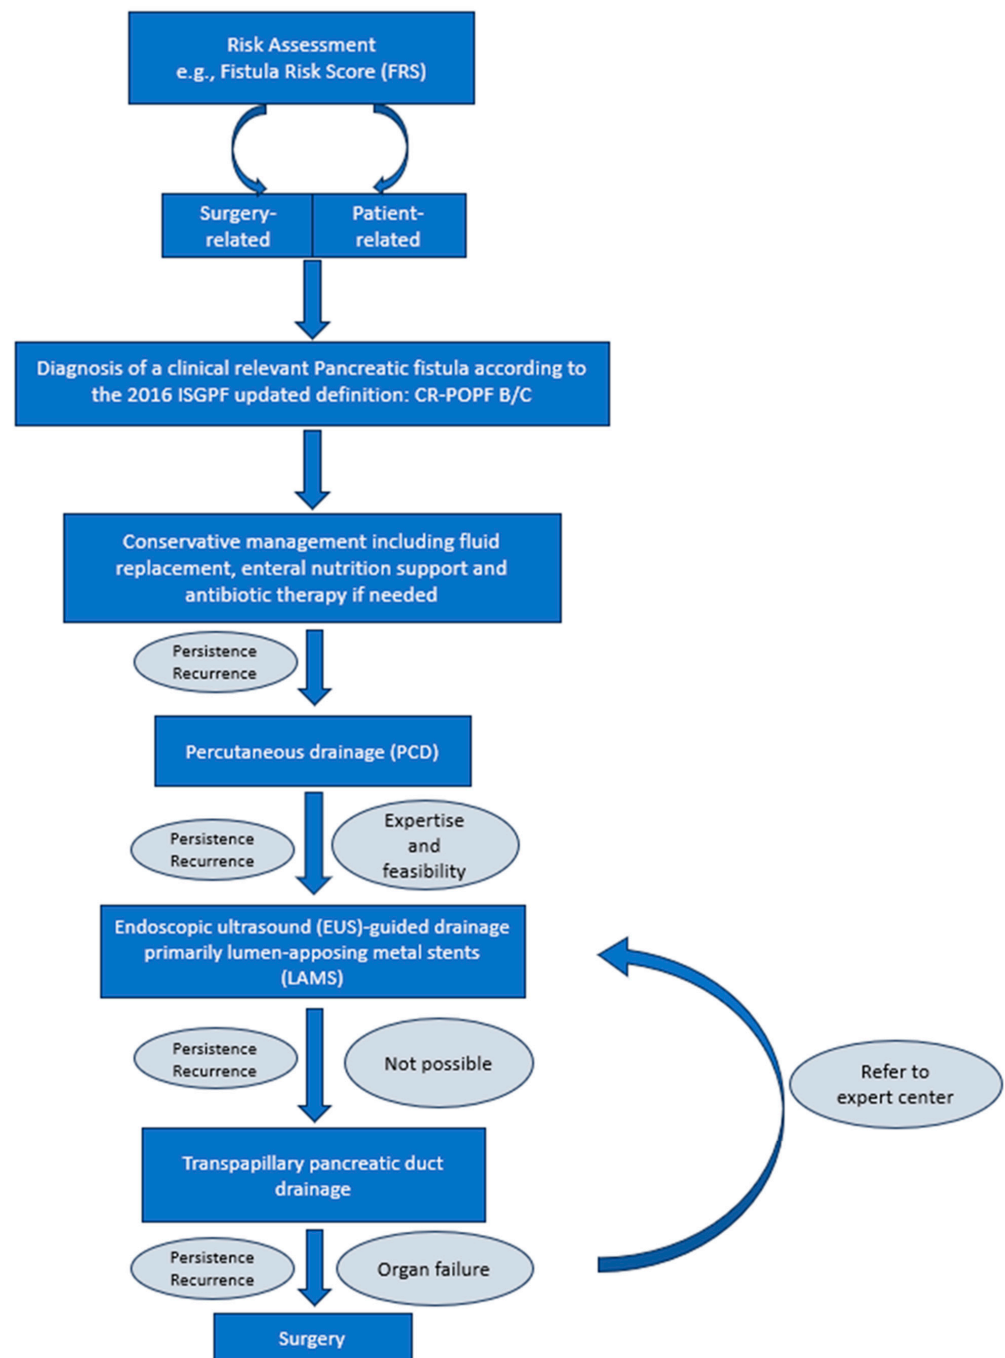 Risk Assessment
e.g., Fistula Risk Score (FRS)
Surgery-
related
Patient-
related
Diagnosis of a clinical relevant Pancreatic fistula according to
the 2016 ISGPF updated definition: CR-POPF B/C
Conservative management including fluid
replacement, enteral nutrition support and
antibiotic therapy if needed
Persistence
Recurrence
Percutaneous drainage (PCD)
Persistence
Recurrence
Expertise
and
feasibility
Endoscopic ultrasound (EUS)-guided drainage
primarily lumen-apposing metal stents
(LAMS)
Persistence
Recurrence
Not possible
Refer to
expert center
Transpapillary pancreatic duct
drainage
Persistence
Recurrence
Organ failure
Surgery